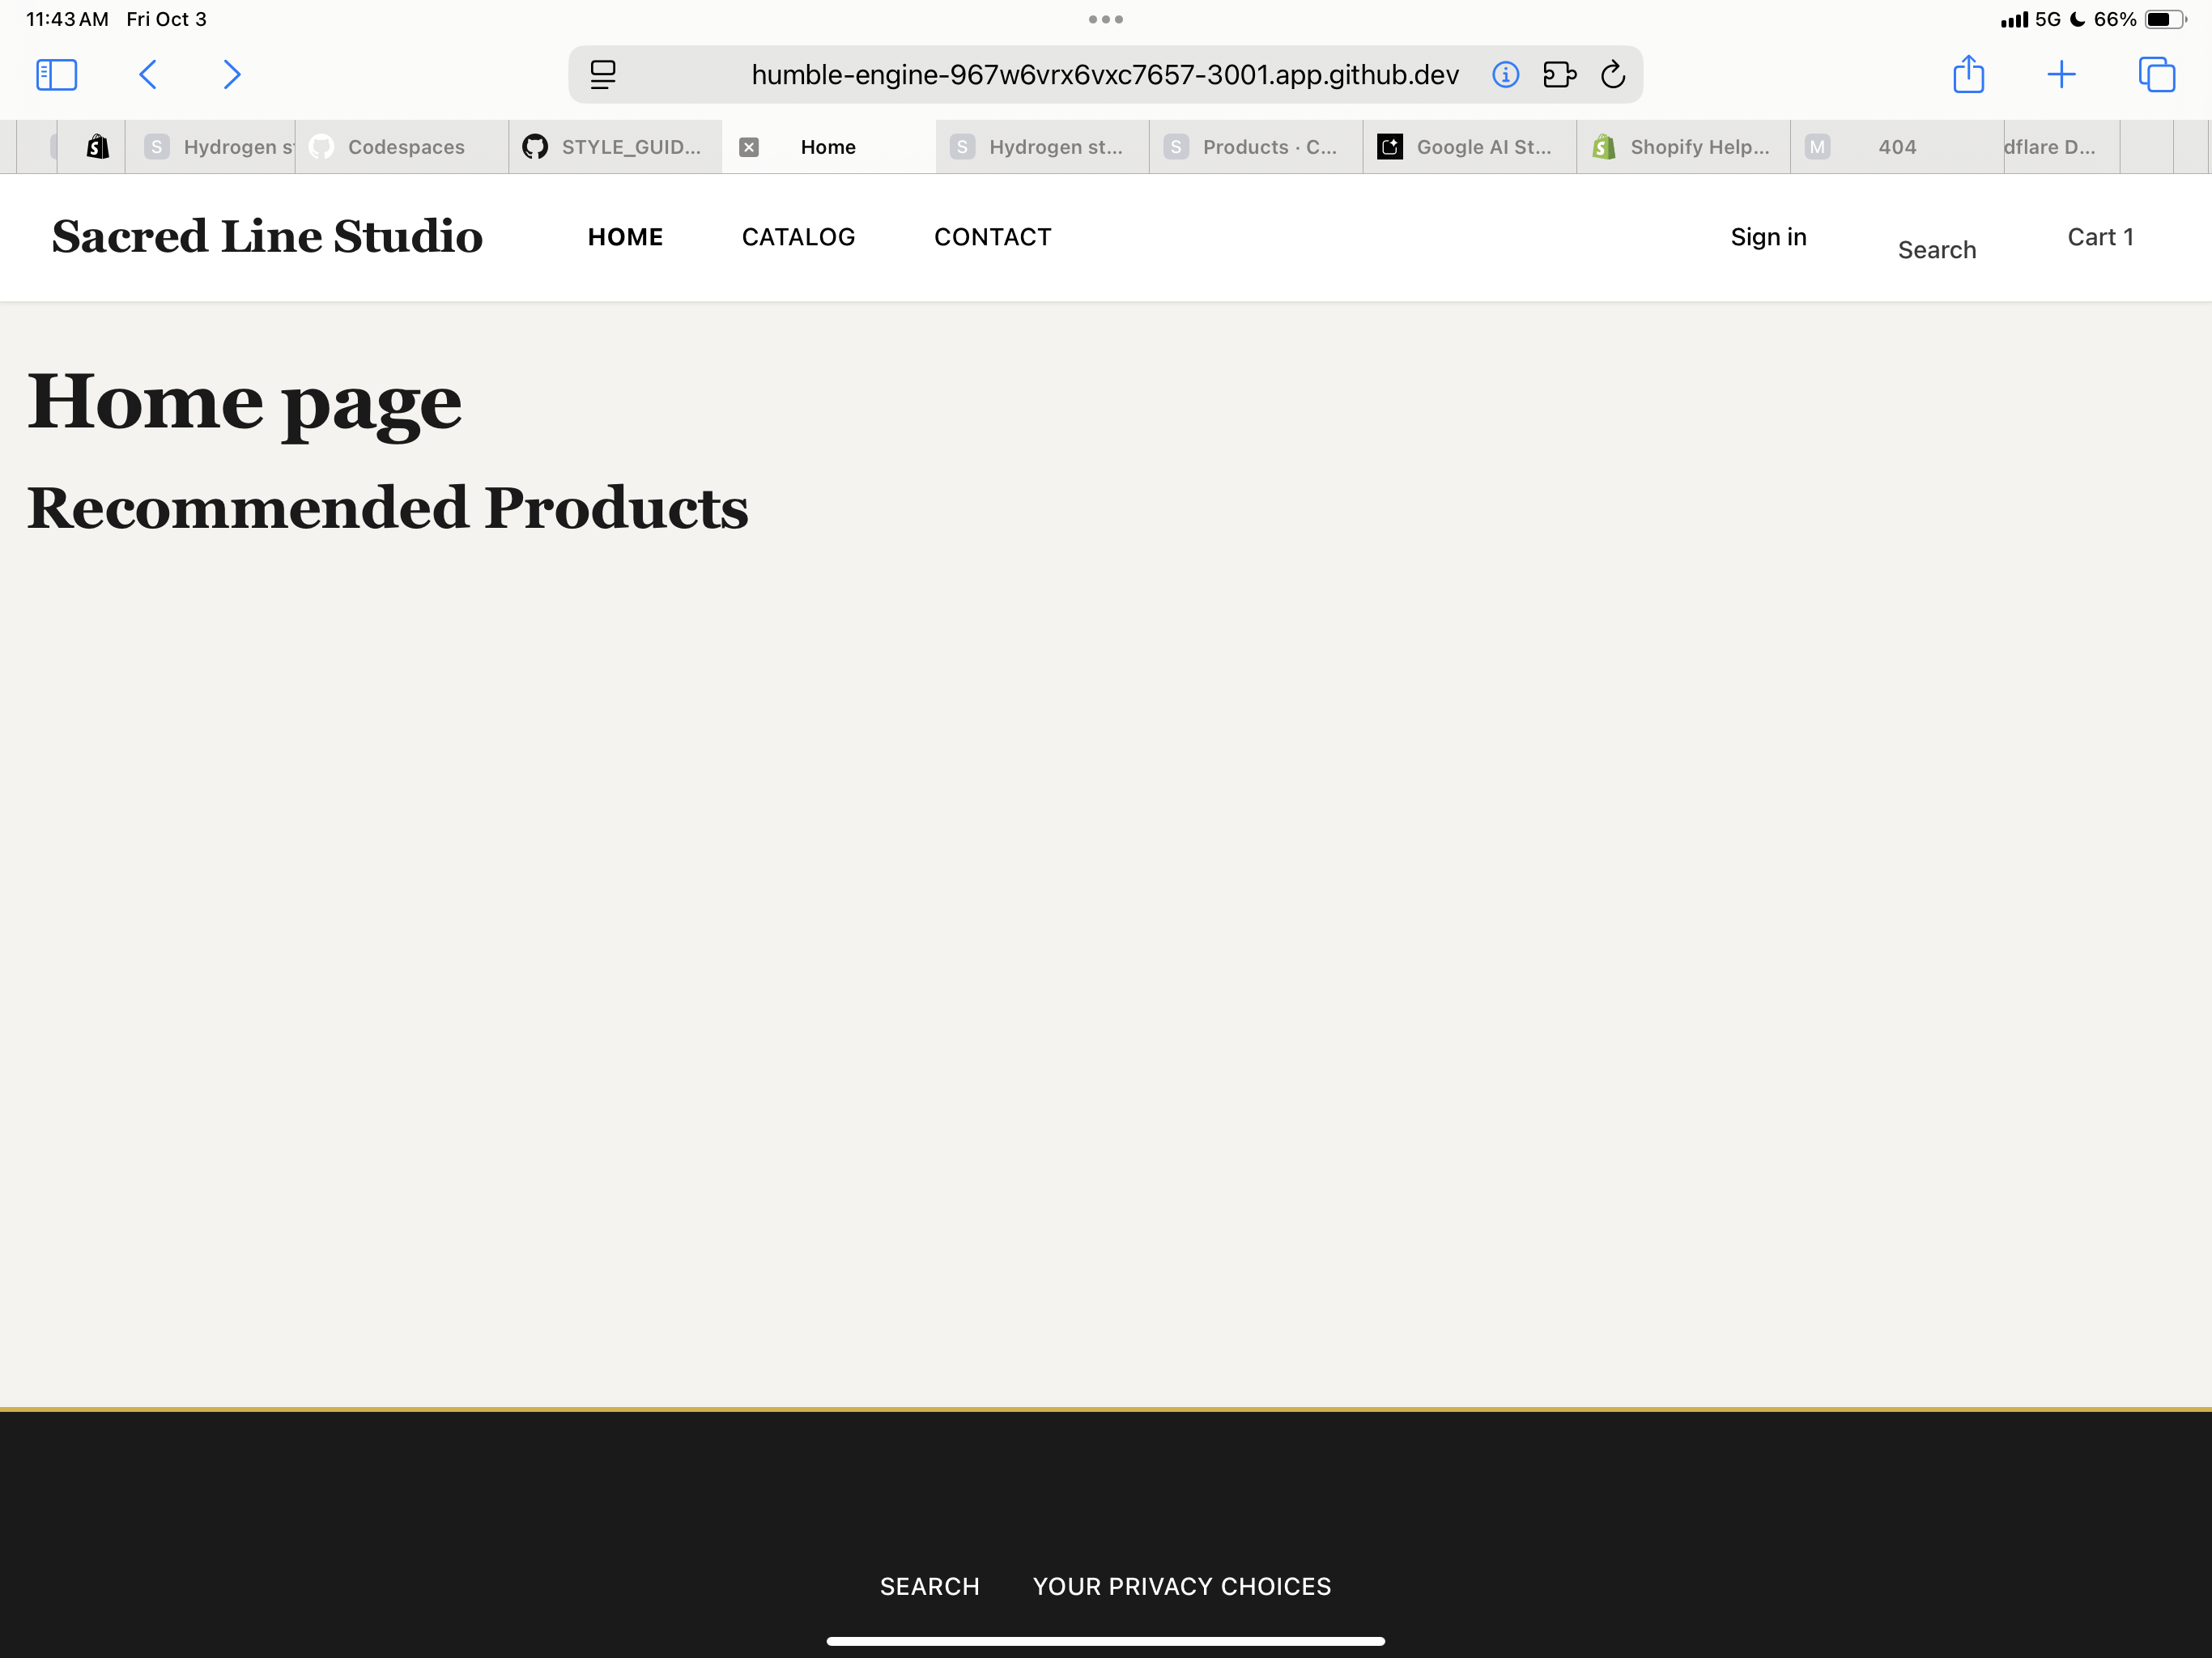 11:43 AM Fri Oct 3
5G 66%
humble-engine-967w6vrx6vxc7657-3001.app.github.dev
S Hydrogen s
Codespaces
STYLE_GUID...
Home
S Hydrogen st...
S Products · C...
Google AI St...
Shopify Help...
M 404
dflare D...
Sacred Line Studio
HOME
CATALOG
CONTACT
Sign in
Search
Cart 1
Home page
Recommended Products
SEARCH
YOUR PRIVACY CHOICES